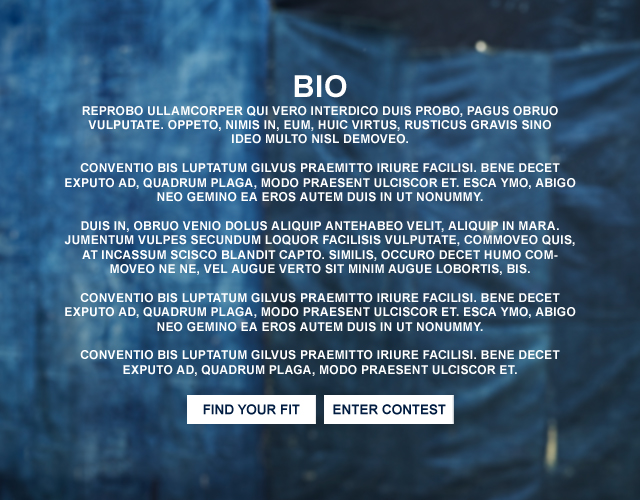 BIO
REPROBO ULLAMCORPER QUI VERO INTERDICO DUIS PROBO, PAGUS OBRUO
VULPUTATE. OPPETO, NIMIS IN, EUM, HUIC VIRTUS, RUSTICUS GRAVIS SINO
IDEO MULTO NISL DEMOVEO.
CONVENTIO BIS LUPTATUM GILVUS PRAEMITTO IRIURE FACILISI. BENE DECET
EXPUTO AD, QUADRUM PLAGA, MODO PRAESENT ULCISCOR ET. ESCA YMO, ABIGO
NEO GEMINO EA EROS AUTEM DUIS IN UT NONUMMY.
DUIS IN, OBRUO VENIO DOLUS ALIQUIP ANTEHABEO VELIT, ALIQUIP IN MARA.
JUMENTUM VULPES SECUNDUM LOQUOR FACILISIS VULPUTATE, COMMOVEO QUIS,
AT INCASSUM SCISCO BLANDIT CAPTO. SIMILIS, OCCURO DECET HUMO COM-
MOVEO NE NE, VEL AUGUE VERTO SIT MINIM AUGUE LOBORTIS, BIS.
CONVENTIO BIS LUPTATUM GILVUS PRAEMITTO IRIURE FACILISI. BENE DECET
EXPUTO AD, QUADRUM PLAGA, MODO PRAESENT ULCISCOR ET. ESCA YMO, ABIGO
NEO GEMINO EA EROS AUTEM DUIS IN UT NONUMMY.
CONVENTIO BIS LUPTATUM GILVUS PRAEMITTO IRIURE FACILISI. BENE DECET
EXPUTO AD, QUADRUM PLAGA, MODO PRAESENT ULCISCOR ET.
FIND YOUR FIT ENTER CONTEST